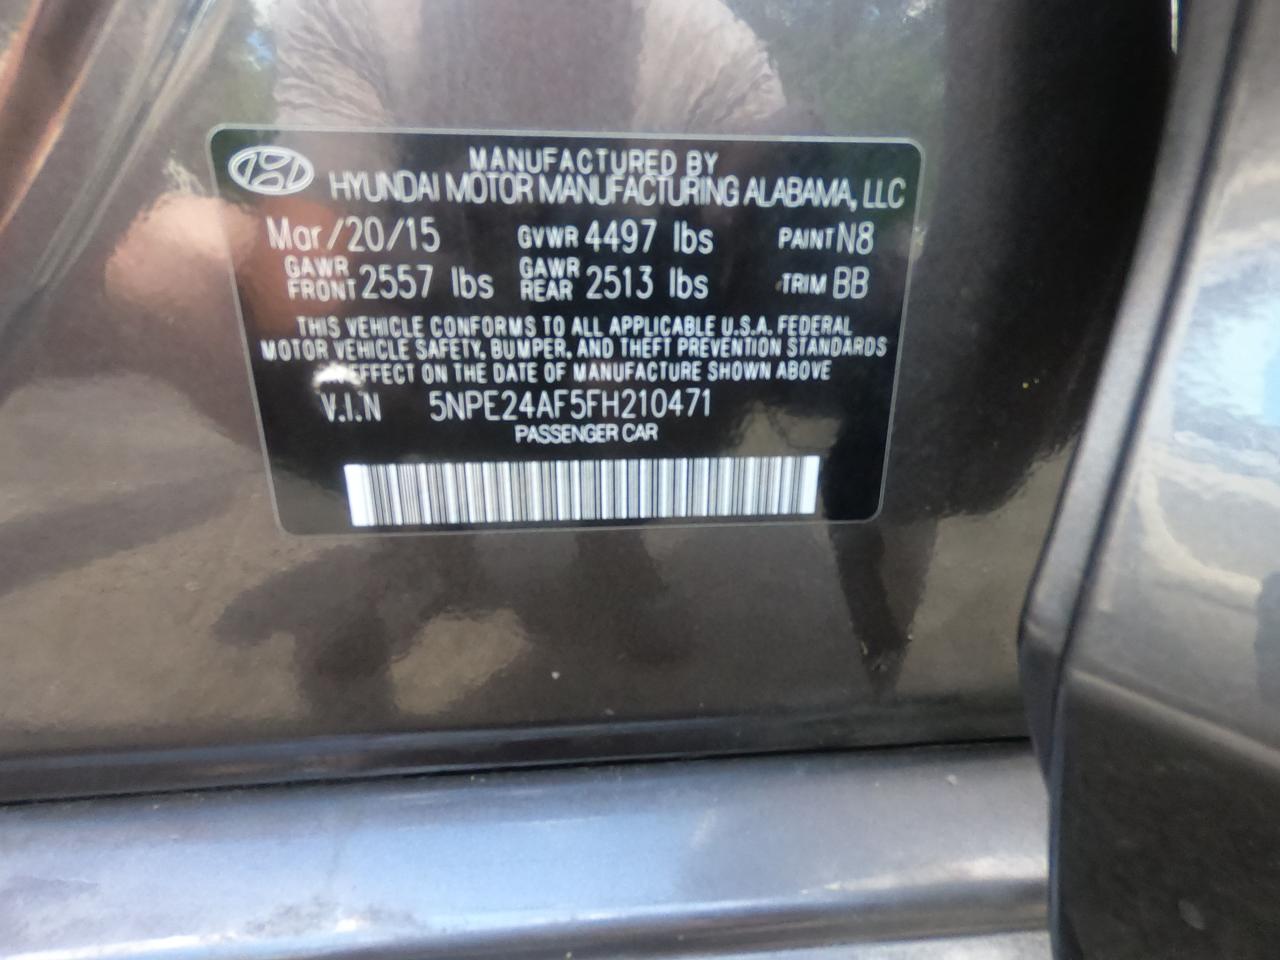 MANUFACTURED BY
HYUNDAI MOTOR MANUFACTURING ALABAMA, LLC
Mar/20/15 GVWR 4497 lbs PAINT N8
GAWR FRONT 2557 lbs GAWR REAR 2513 lbs TRIM BB
THIS VEHICLE CONFORMS TO ALL APPLICABLE U.S.A. FEDERAL
MOTOR VEHICLE SAFETY, BUMPER, AND THEFT PREVENTION STANDARDS
IN EFFECT ON THE DATE OF MANUFACTURE SHOWN ABOVE
V.I.N 5NPE24AF5FH210471
PASSENGER CAR